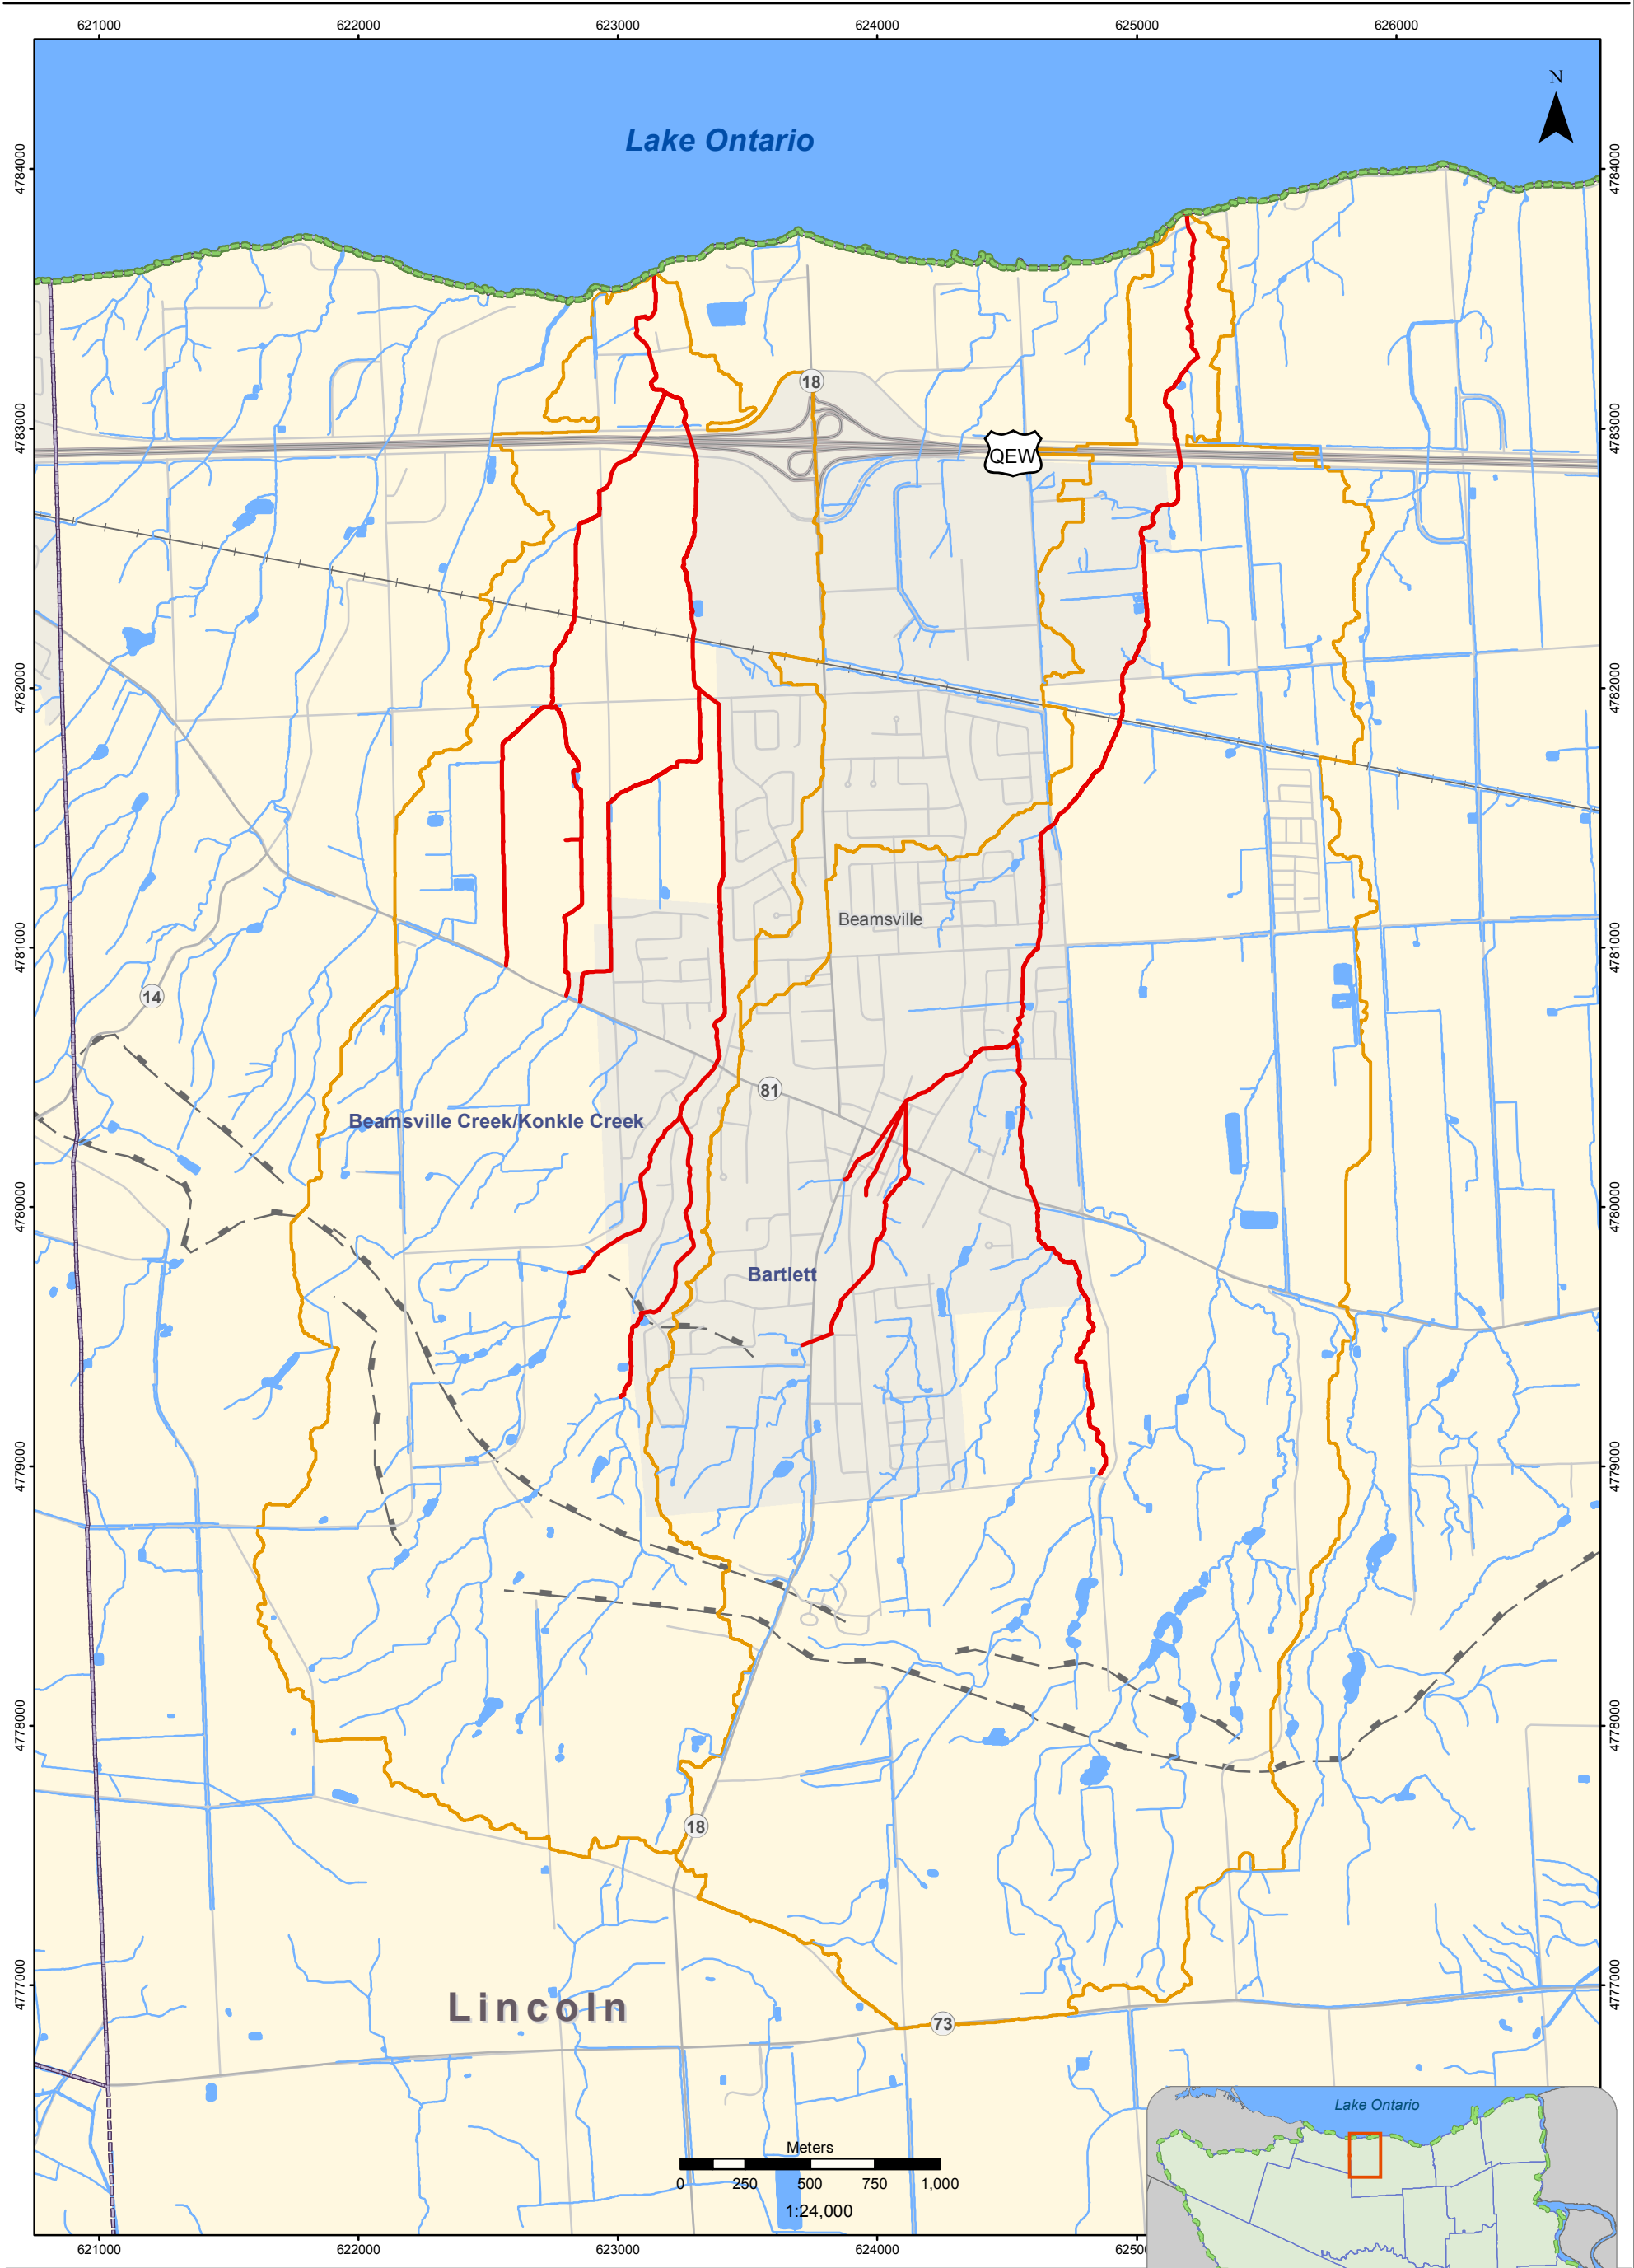 621000 622000 623000 624000 625000 626000
N
Lake Ontario
4784000 4784000
18
4783000 4783000
QEW
4782000 4782000
Beamsville
4781000 4781000
14
81
Beamsville Creek/Konkle Creek
4780000 4780000
Bartlett
4779000 4779000
4778000 4778000
18
4777000 4777000
Lincoln
73
Lake Ontario
Meters
0 250 500 750 1,000
1:24,000
621000 622000 623000 624000